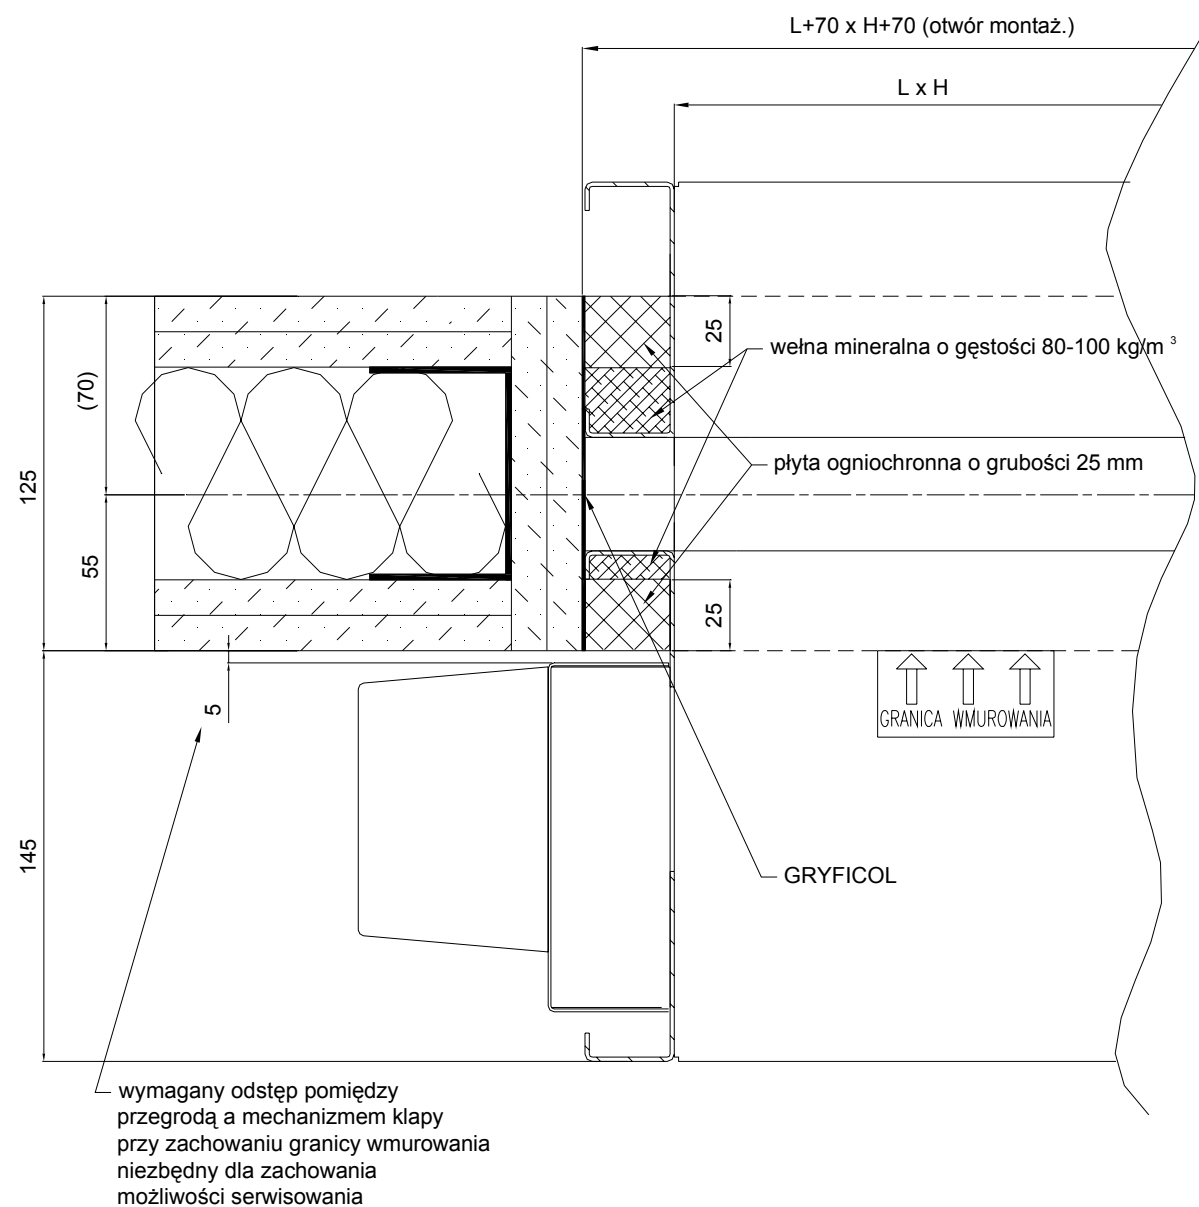 L+70 x H+70 (otwór montaż.)
L x H
25
wełna mineralna o gęstości 80-100 kg/m ³
(70)
płyta ogniochronna o grubości 25 mm
125
55
25
5
GRANICA WMUROWANIA
145
GRYFICOL
wymagany odstęp pomiędzy
przegrodą a mechanizmem klapy
przy zachowaniu granicy wmurowania
niezbędny dla zachowania
możliwości serwisowania